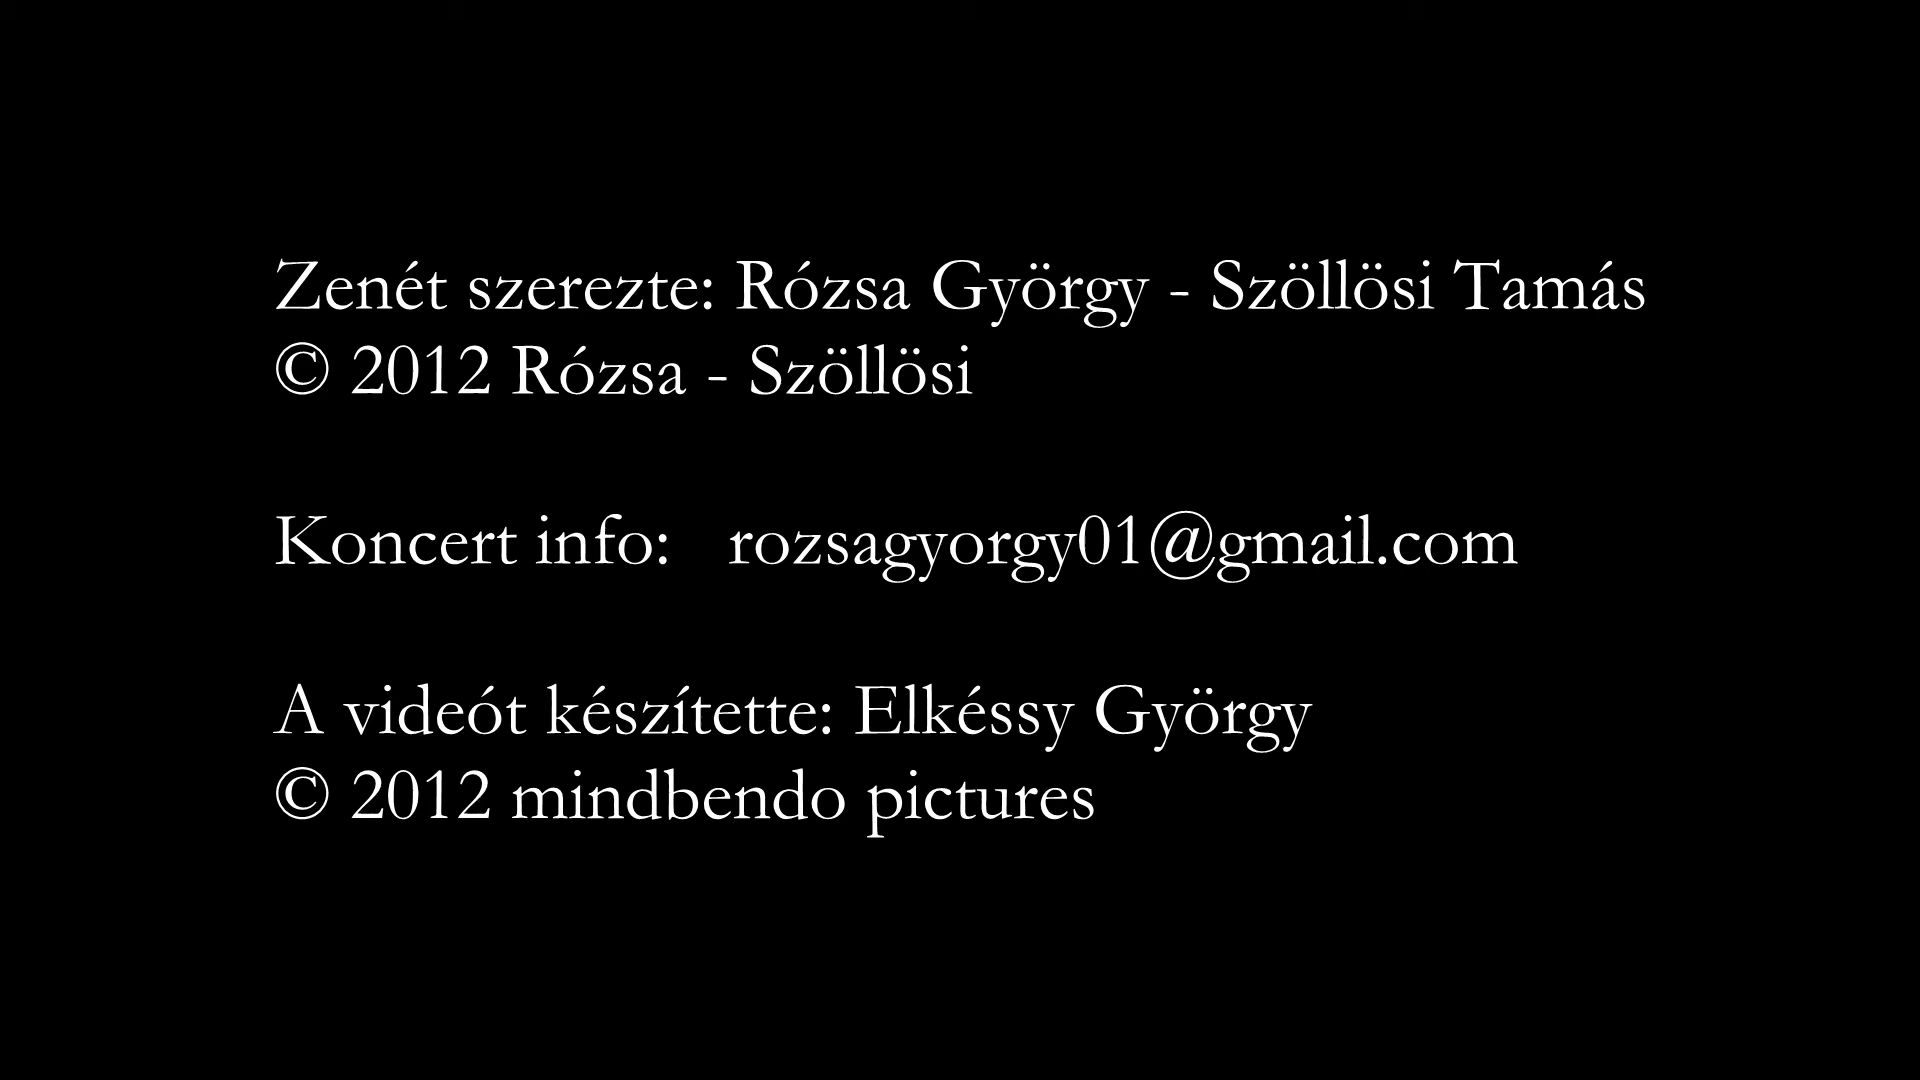 Zenét szerezte: Rózsa György - Szöllösi Tamás
© 2012 Rózsa - Szöllösi
Koncert info: rozsagyorgy01@gmail.com
A videót készítette: Elkéssy György
© 2012 mindbendo pictures